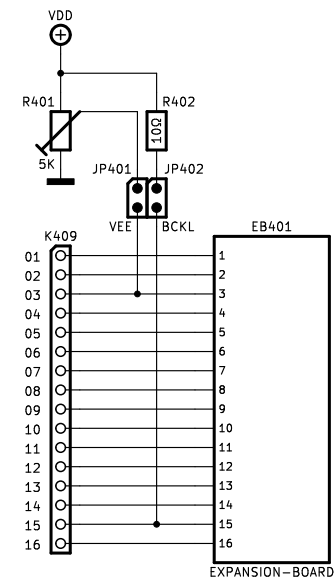 VDD
R401 R402
10Ω
5K
JP401 JP402
VEE BCKL
K409 EB401
01 1
02 2
03 3
04 4
05 5
06 6
07 7
08 8
09 9
10 10
11 11
12 12
13 13
14 14
15 15
16 16
EXPANSION-BOARD